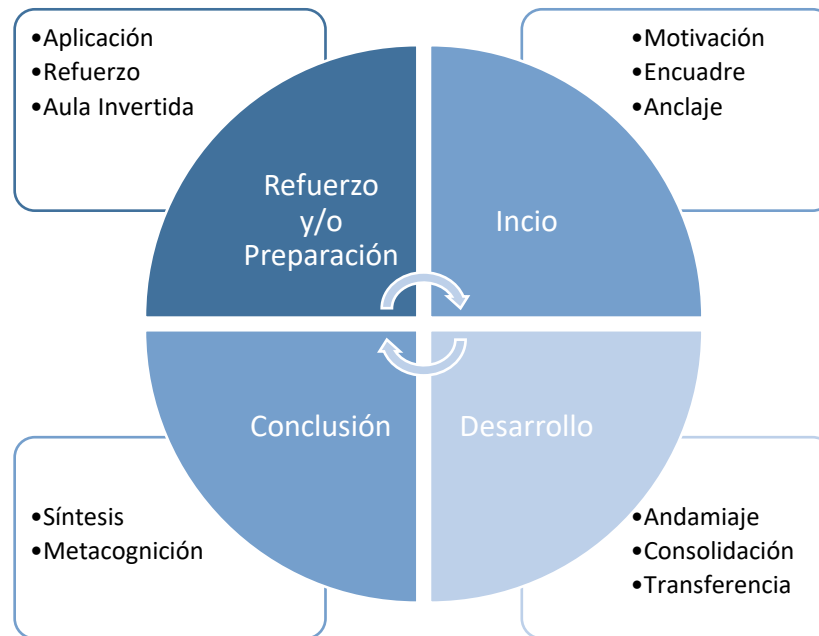 •Aplicación
•Refuerzo
•Aula Invertida
•Motivación
•Encuadre
•Anclaje
Refuerzo
y/o
Preparación
Incio
Conclusión
Desarrollo
•Síntesis
•Metacognición
•Andamiaje
•Consolidación
•Transferencia